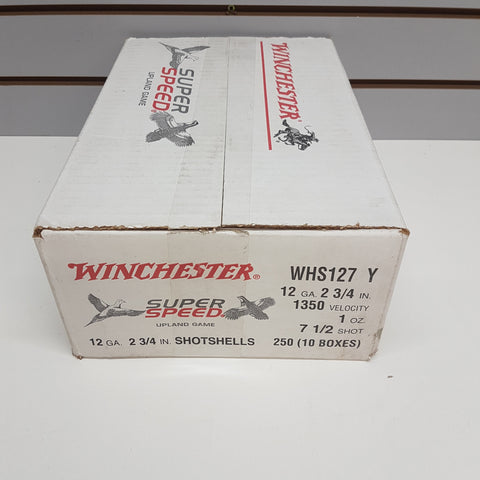 WINCHESTER
SUPER
SPEED
UPLAND GAME
WINCHESTER®
SUPER
SPEED
UPLAND GAME
12 GA. 2 3/4 IN. SHOTSHELLS
WHS127 Y
12 GA. 2 3/4 IN.
1350 VELOCITY
1 OZ.
7 1/2 SHOT
250 (10 BOXES)